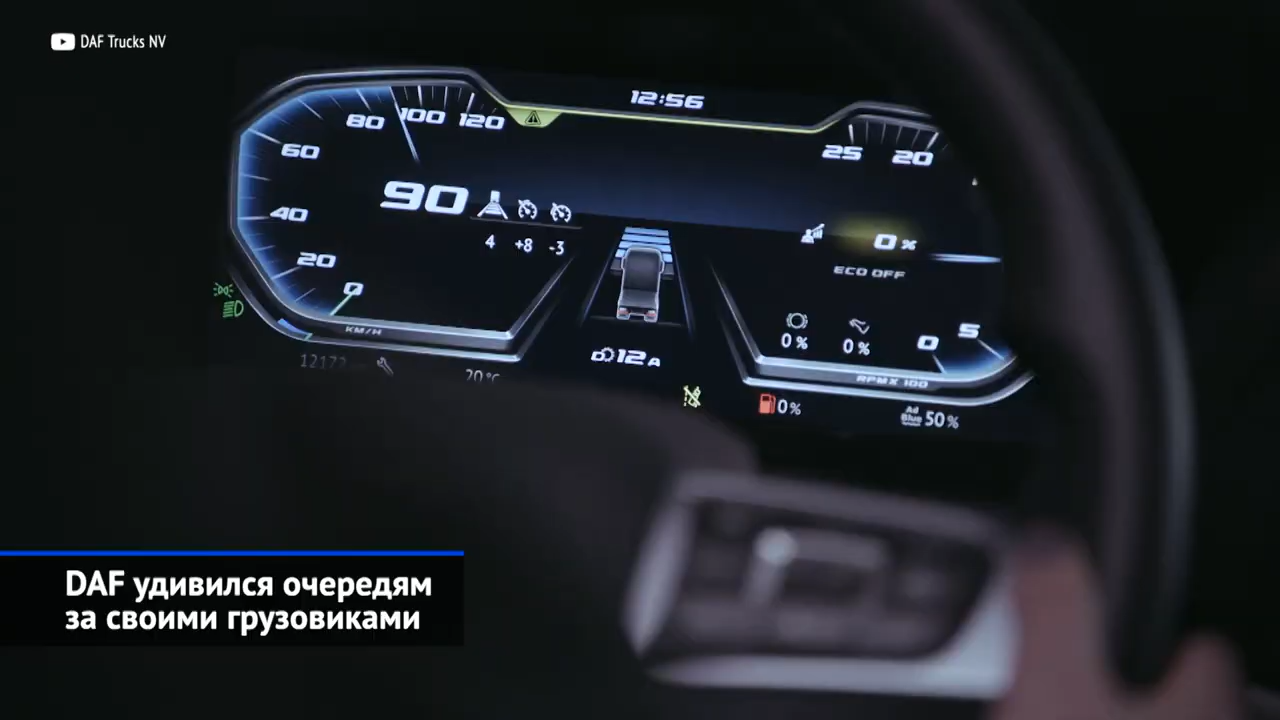 DAF Trucks NV
12:56
80 100 120
25 20
60
90
40
4 +8 -3
0 %
20
ECO OFF
0
KM/H
0 % 0 %
0 5
12 A
RPM X 100
20°C
0 %
Ad
Blue 50 %
DAF удивился очередям
за своими грузовиками